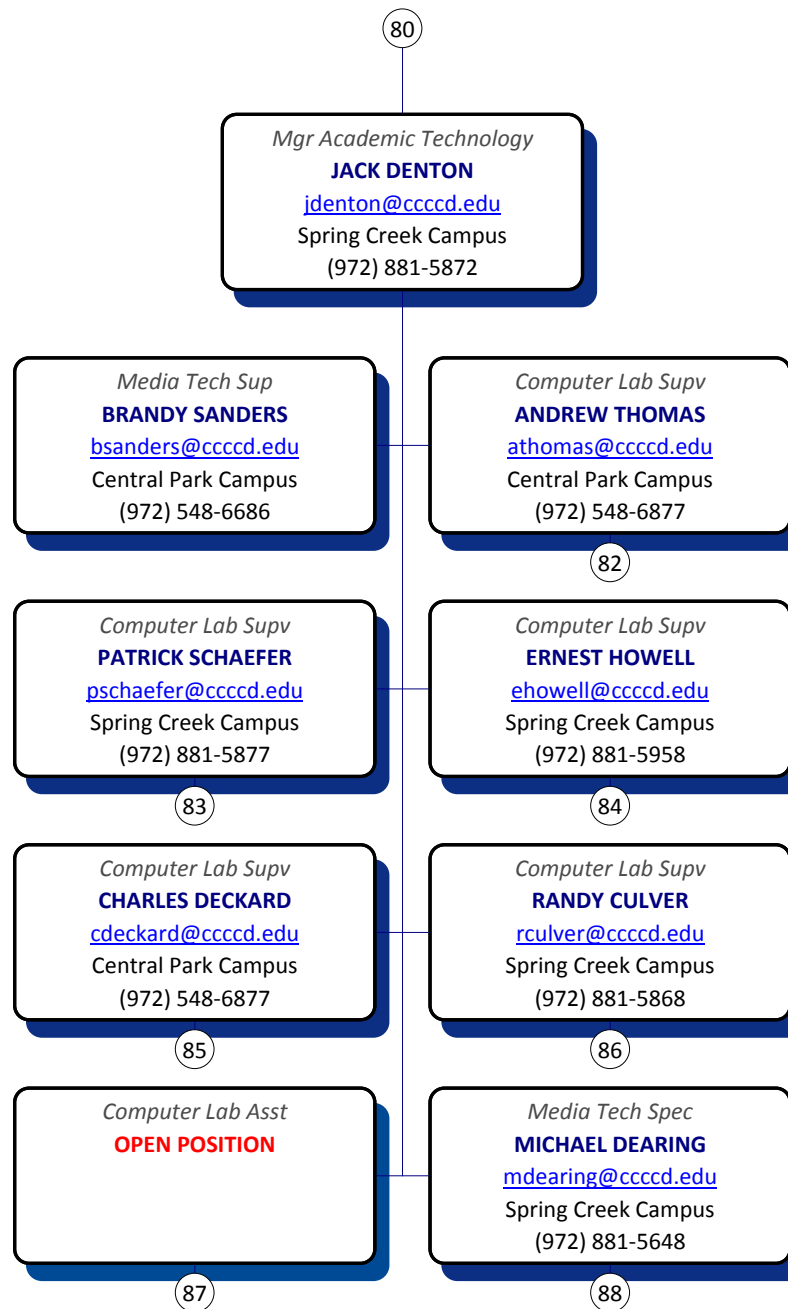 80
Mgr Academic Technology
JACK DENTON
jdenton@ccccd.edu
Spring Creek Campus
(972) 881-5872
Media Tech Sup
BRANDY SANDERS
bsanders@ccccd.edu
Central Park Campus
(972) 548-6686
Computer Lab Supv
ANDREW THOMAS
athomas@ccccd.edu
Central Park Campus
(972) 548-6877
82
Computer Lab Supv
PATRICK SCHAEFER
pschaefer@ccccd.edu
Spring Creek Campus
(972) 881-5877
83
Computer Lab Supv
ERNEST HOWELL
ehowell@ccccd.edu
Spring Creek Campus
(972) 881-5958
84
Computer Lab Supv
CHARLES DECKARD
cdeckard@ccccd.edu
Central Park Campus
(972) 548-6877
85
Computer Lab Supv
RANDY CULVER
rculver@ccccd.edu
Spring Creek Campus
(972) 881-5868
86
Computer Lab Asst
OPEN POSITION
87
Media Tech Spec
MICHAEL DEARING
mdearing@ccccd.edu
Spring Creek Campus
(972) 881-5648
88